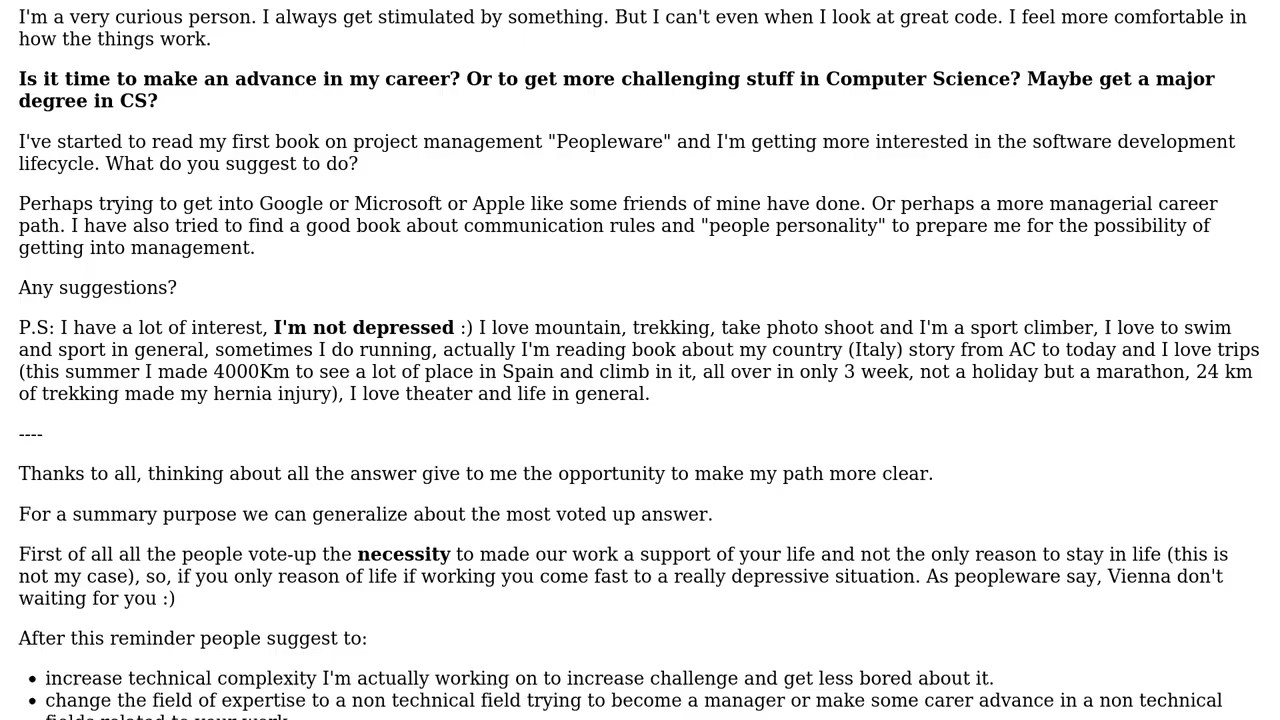 I'm a very curious person. I always get stimulated by something. But I can't even when I look at great code. I feel more comfortable in
how the things work.
Is it time to make an advance in my career? Or to get more challenging stuff in Computer Science? Maybe get a major
degree in CS?
I've started to read my first book on project management "Peopleware" and I'm getting more interested in the software development
lifecycle. What do you suggest to do?
Perhaps trying to get into Google or Microsoft or Apple like some friends of mine have done. Or perhaps a more managerial career
path. I have also tried to find a good book about communication rules and "people personality" to prepare me for the possibility of
getting into management.
Any suggestions?
P.S: I have a lot of interest, I'm not depressed :) I love mountain, trekking, take photo shoot and I'm a sport climber, I love to swim
and sport in general, sometimes I do running, actually I'm reading book about my country (Italy) story from AC to today and I love trips
(this summer I made 4000Km to see a lot of place in Spain and climb in it, all over in only 3 week, not a holiday but a marathon, 24 km
of trekking made my hernia injury), I love theater and life in general.
----
Thanks to all, thinking about all the answer give to me the opportunity to make my path more clear.
For a summary purpose we can generalize about the most voted up answer.
First of all all the people vote-up the necessity to made our work a support of your life and not the only reason to stay in life (this is
not my case), so, if you only reason of life if working you come fast to a really depressive situation. As peopleware say, Vienna don't
waiting for you :)
After this reminder people suggest to:
• increase technical complexity I'm actually working on to increase challenge and get less bored about it.
• change the field of expertise to a non technical field trying to become a manager or make some carer advance in a non technical
fields related to your work